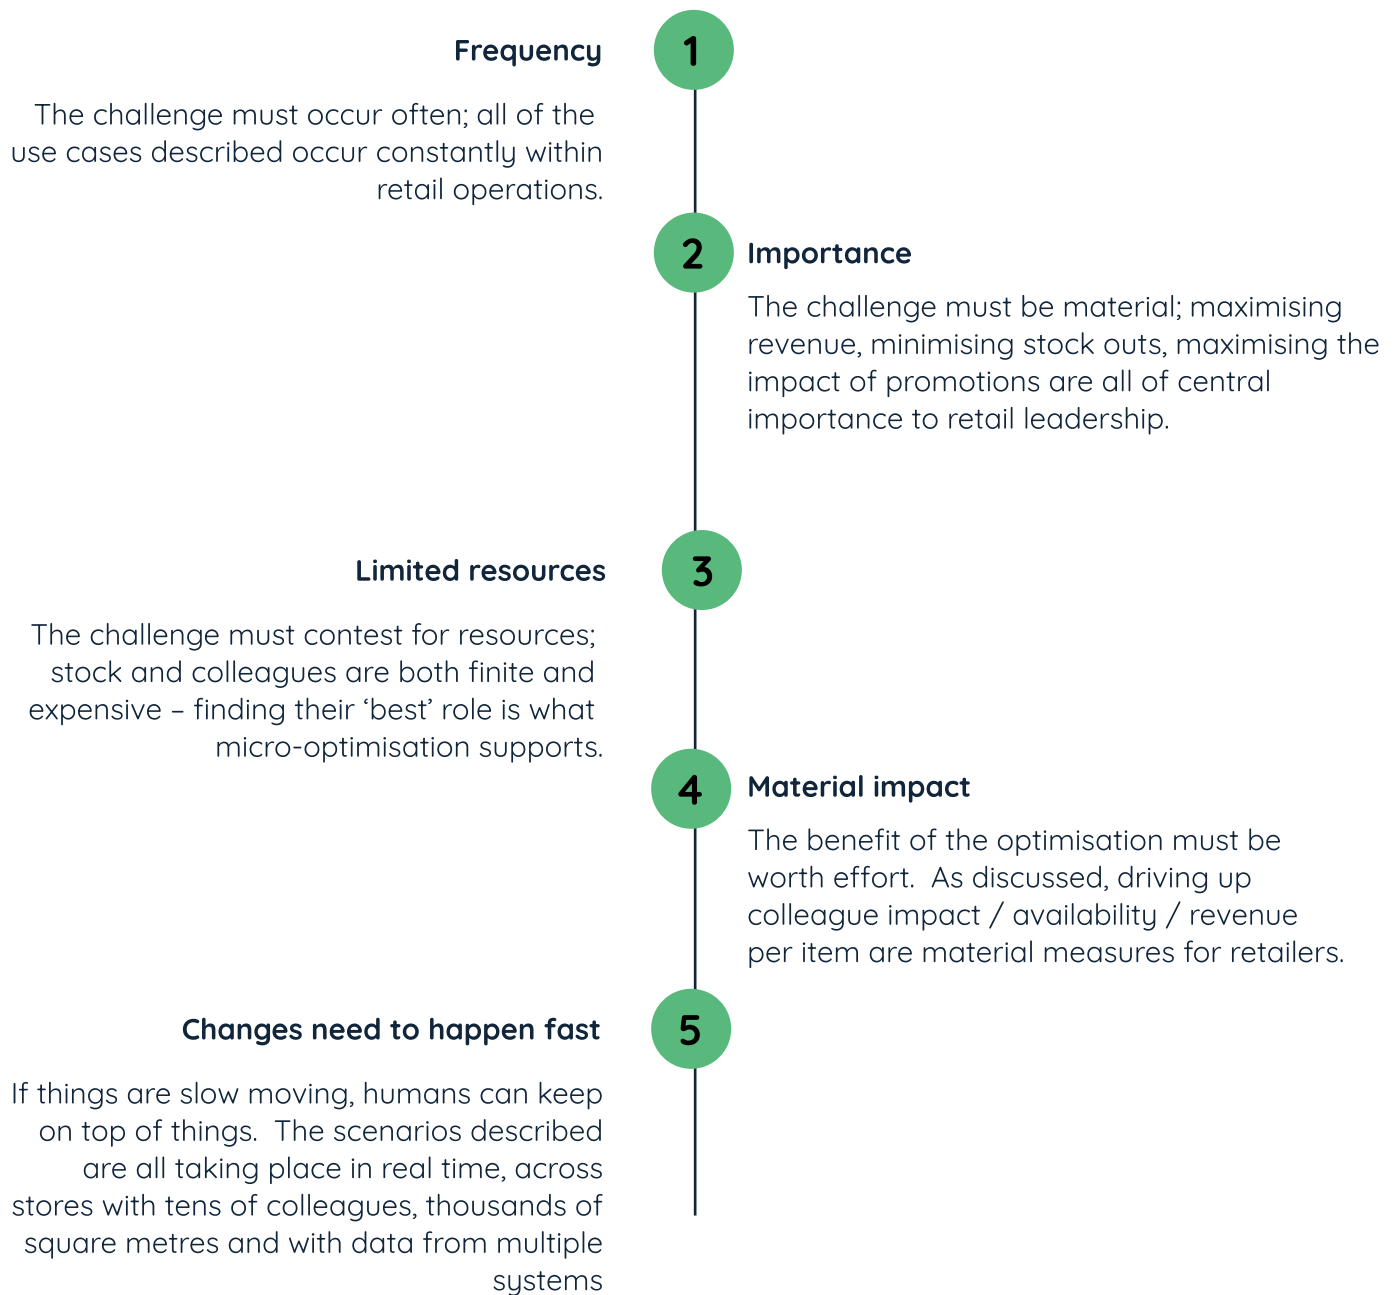 1
Frequency
The challenge must occur often; all of the
use cases described occur constantly within
retail operations.
2
Importance
The challenge must be material; maximising
revenue, minimising stock outs, maximising the
impact of promotions are all of central
importance to retail leadership.
3
Limited resources
The challenge must contest for resources;
stock and colleagues are both finite and
expensive – finding their ‘best’ role is what
micro-optimisation supports.
4
Material impact
The benefit of the optimisation must be
worth effort.  As discussed, driving up
colleague impact / availability / revenue
per item are material measures for retailers.
5
Changes need to happen fast
If things are slow moving, humans can keep
on top of things.  The scenarios described
are all taking place in real time, across
stores with tens of colleagues, thousands of
square metres and with data from multiple
systems